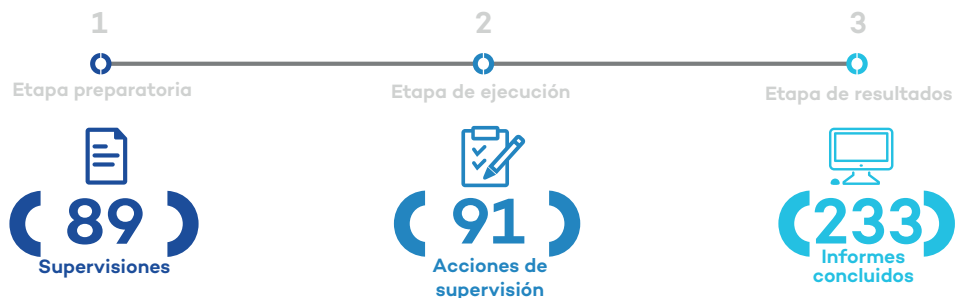 1
2
3
Etapa preparatoria
Etapa de ejecución
Etapa de resultados
89
91
233
Supervisiones
Acciones de
supervisión
Informes
concluidos